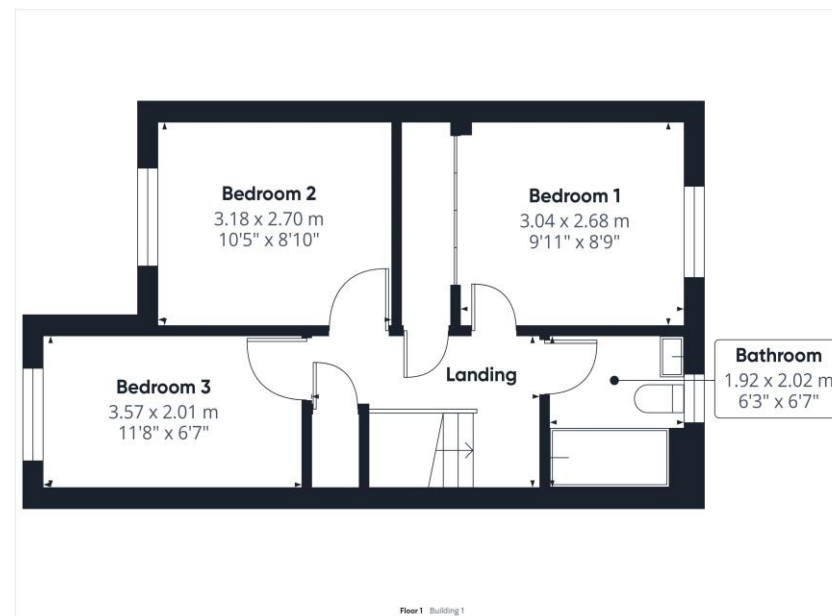 Bedroom 2
3.18 x 2.70 m
10'5" x 8'10"
Bedroom 1
3.04 x 2.68 m
9'11" x 8'9"
Bedroom 3
3.57 x 2.01 m
11'8" x 6'7"
Landing
Bathroom
1.92 x 2.02 m
6'3" x 6'7"
Floor 1 Building 1